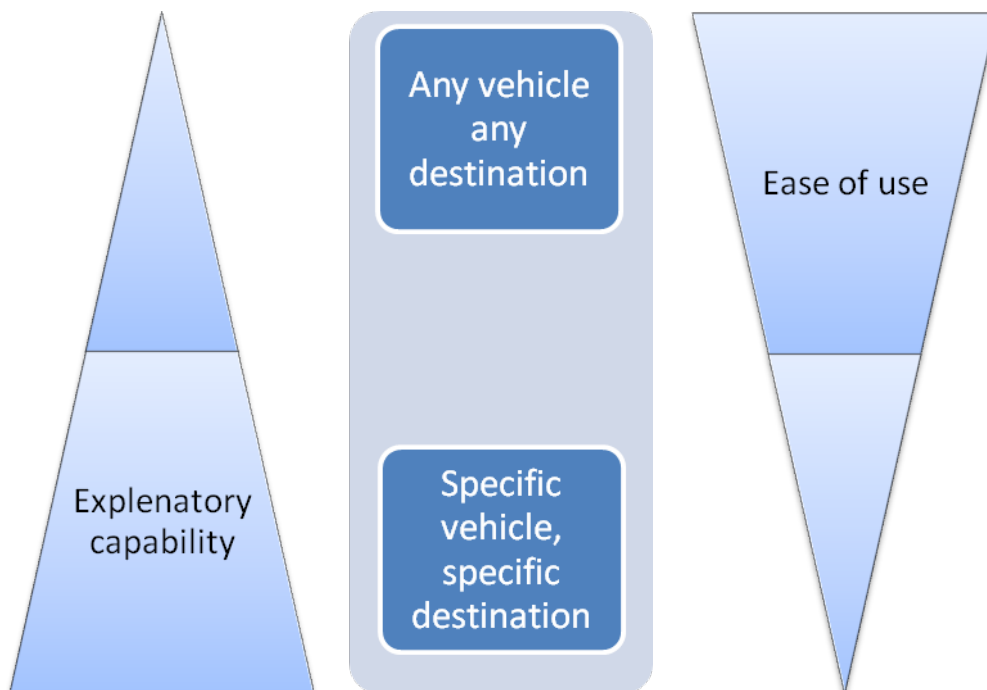 Any vehicle
any
destination
Ease of use
Explenatory
capability
Specific
vehicle,
specific
destination